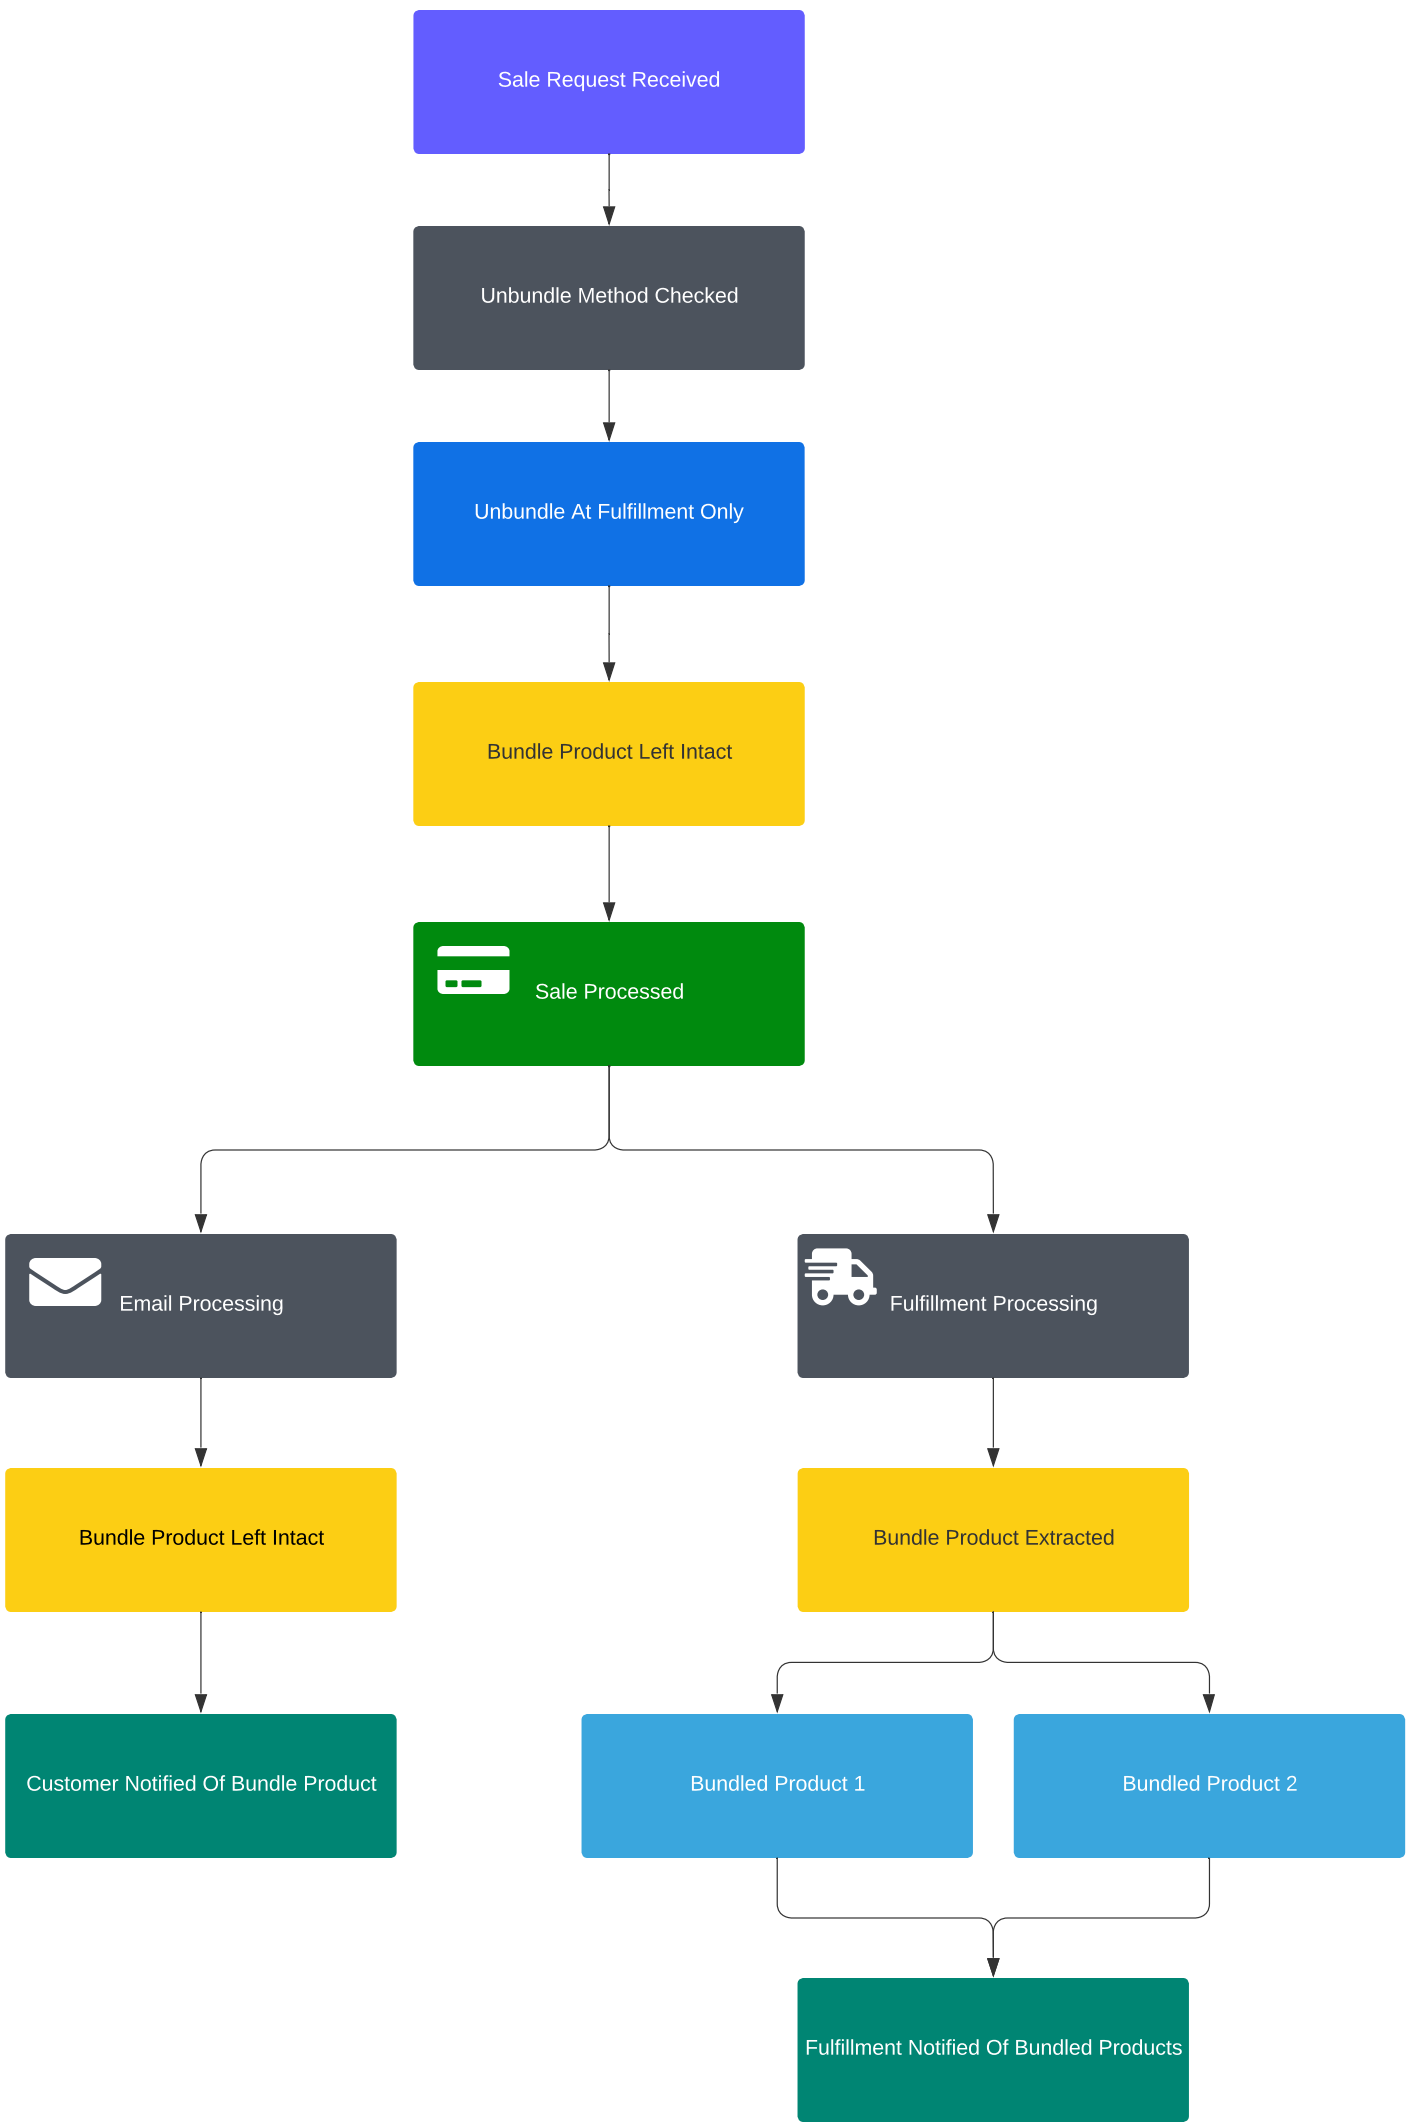 Sale Request Received
Unbundle Method Checked
Unbundle At Fulfillment Only
Bundle Product Left Intact
Sale Processed
Email Processing
Fulfillment Processing
Bundle Product Left Intact
Bundle Product Extracted
Customer Notified Of Bundle Product
Bundled Product 1
Bundled Product 2
Fulfillment Notified Of Bundled Products